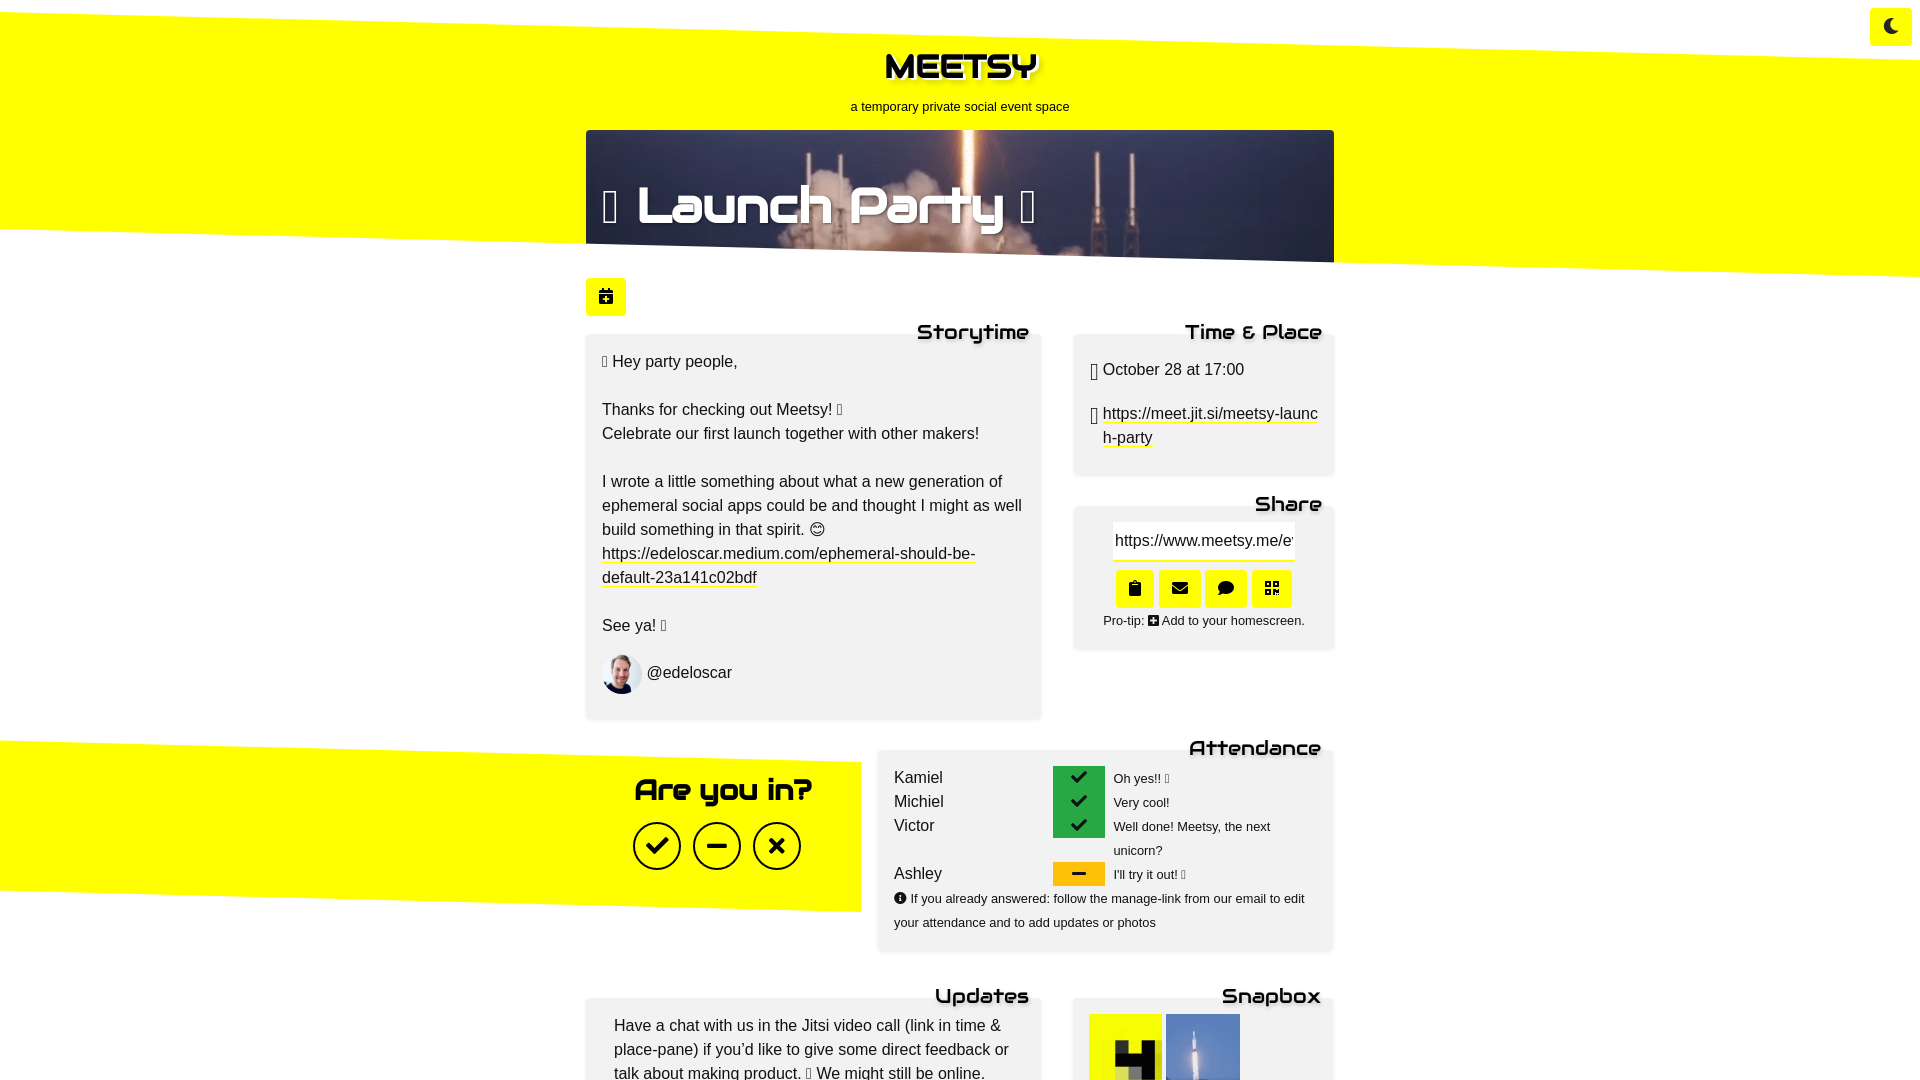 MEETSY
a temporary private social event space
Launch Party
Storytime
Hey party people,
Thanks for checking out Meetsy!
Celebrate our first launch together with other makers!
I wrote a little something about what a new generation of
ephemeral social apps could be and thought I might as well
build something in that spirit. 😊
https://edeloscar.medium.com/ephemeral-should-be-
default-23a141c02bdf
See ya!
@edeloscar
Time & Place
October 28 at 17:00
https://meet.jit.si/meetsy-launc
h-party
Share
https://www.meetsy.me/e
Pro-tip: Add to your homescreen.
Are you in?
Attendance
Kamiel Oh yes!!
Michiel Very cool!
Victor Well done! Meetsy, the next
unicorn?
Ashley I'll try it out!
If you already answered: follow the manage-link from our email to edit
your attendance and to add updates or photos
Updates
Have a chat with us in the Jitsi video call (link in time &
place-pane) if you’d like to give some direct feedback or
talk about making product. We might still be online.
Snapbox